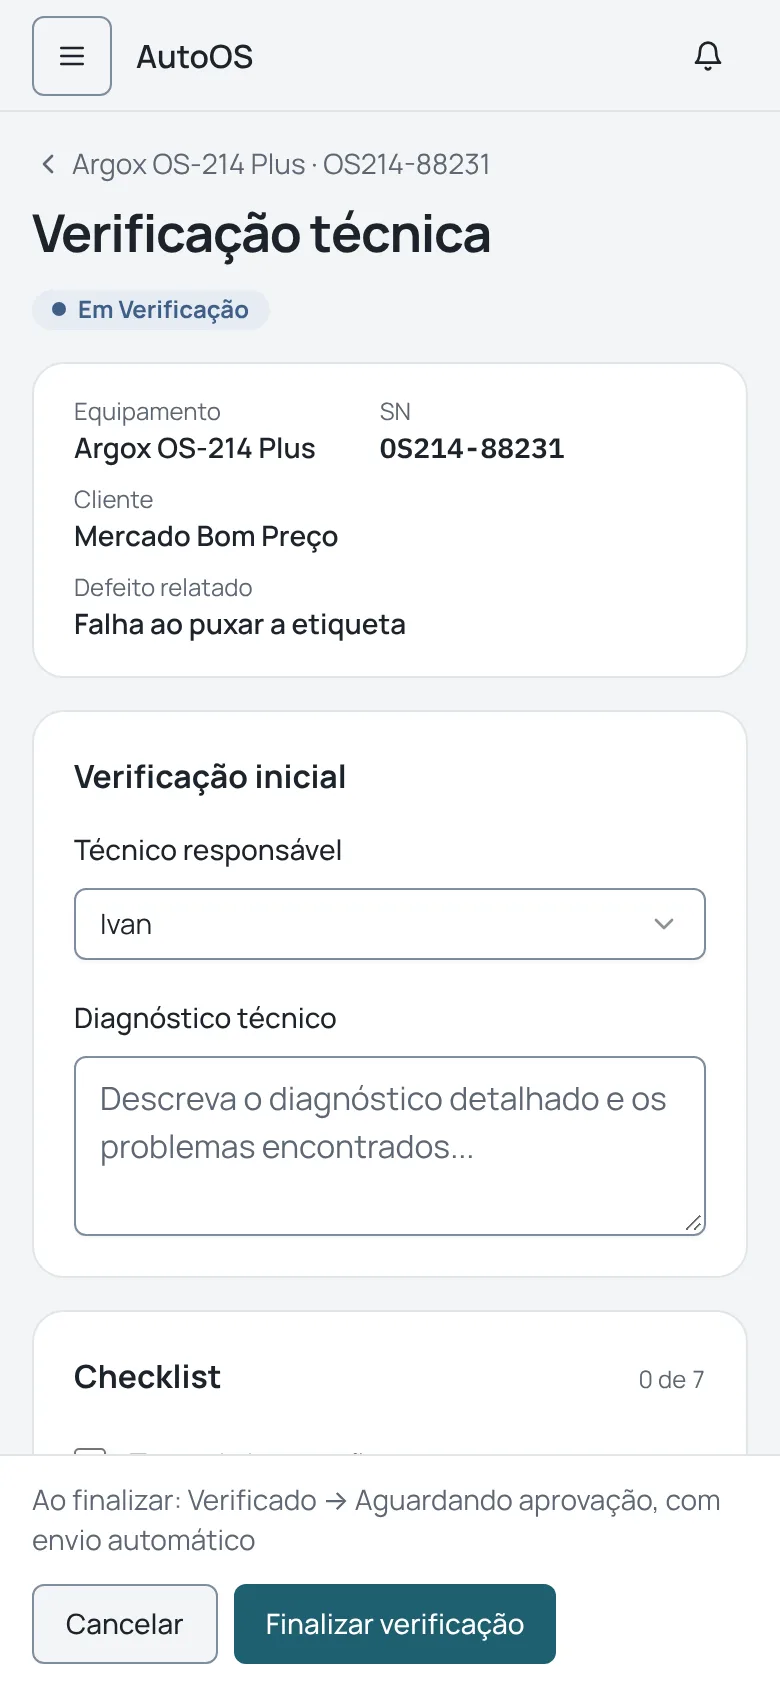 AutoOS
Argox OS-214 Plus · OS214-88231
Verificação técnica
Em Verificação
Equipamento
Argox OS-214 Plus
SN
OS214-88231
Cliente
Mercado Bom Preço
Defeito relatado
Falha ao puxar a etiqueta
Verificação inicial
Técnico responsável
Ivan
Diagnóstico técnico
Descreva o diagnóstico detalhado e os
problemas encontrados...
Checklist
0 de 7
Ao finalizar: Verificado → Aguardando aprovação, com
envio automático
Cancelar
Finalizar verificação